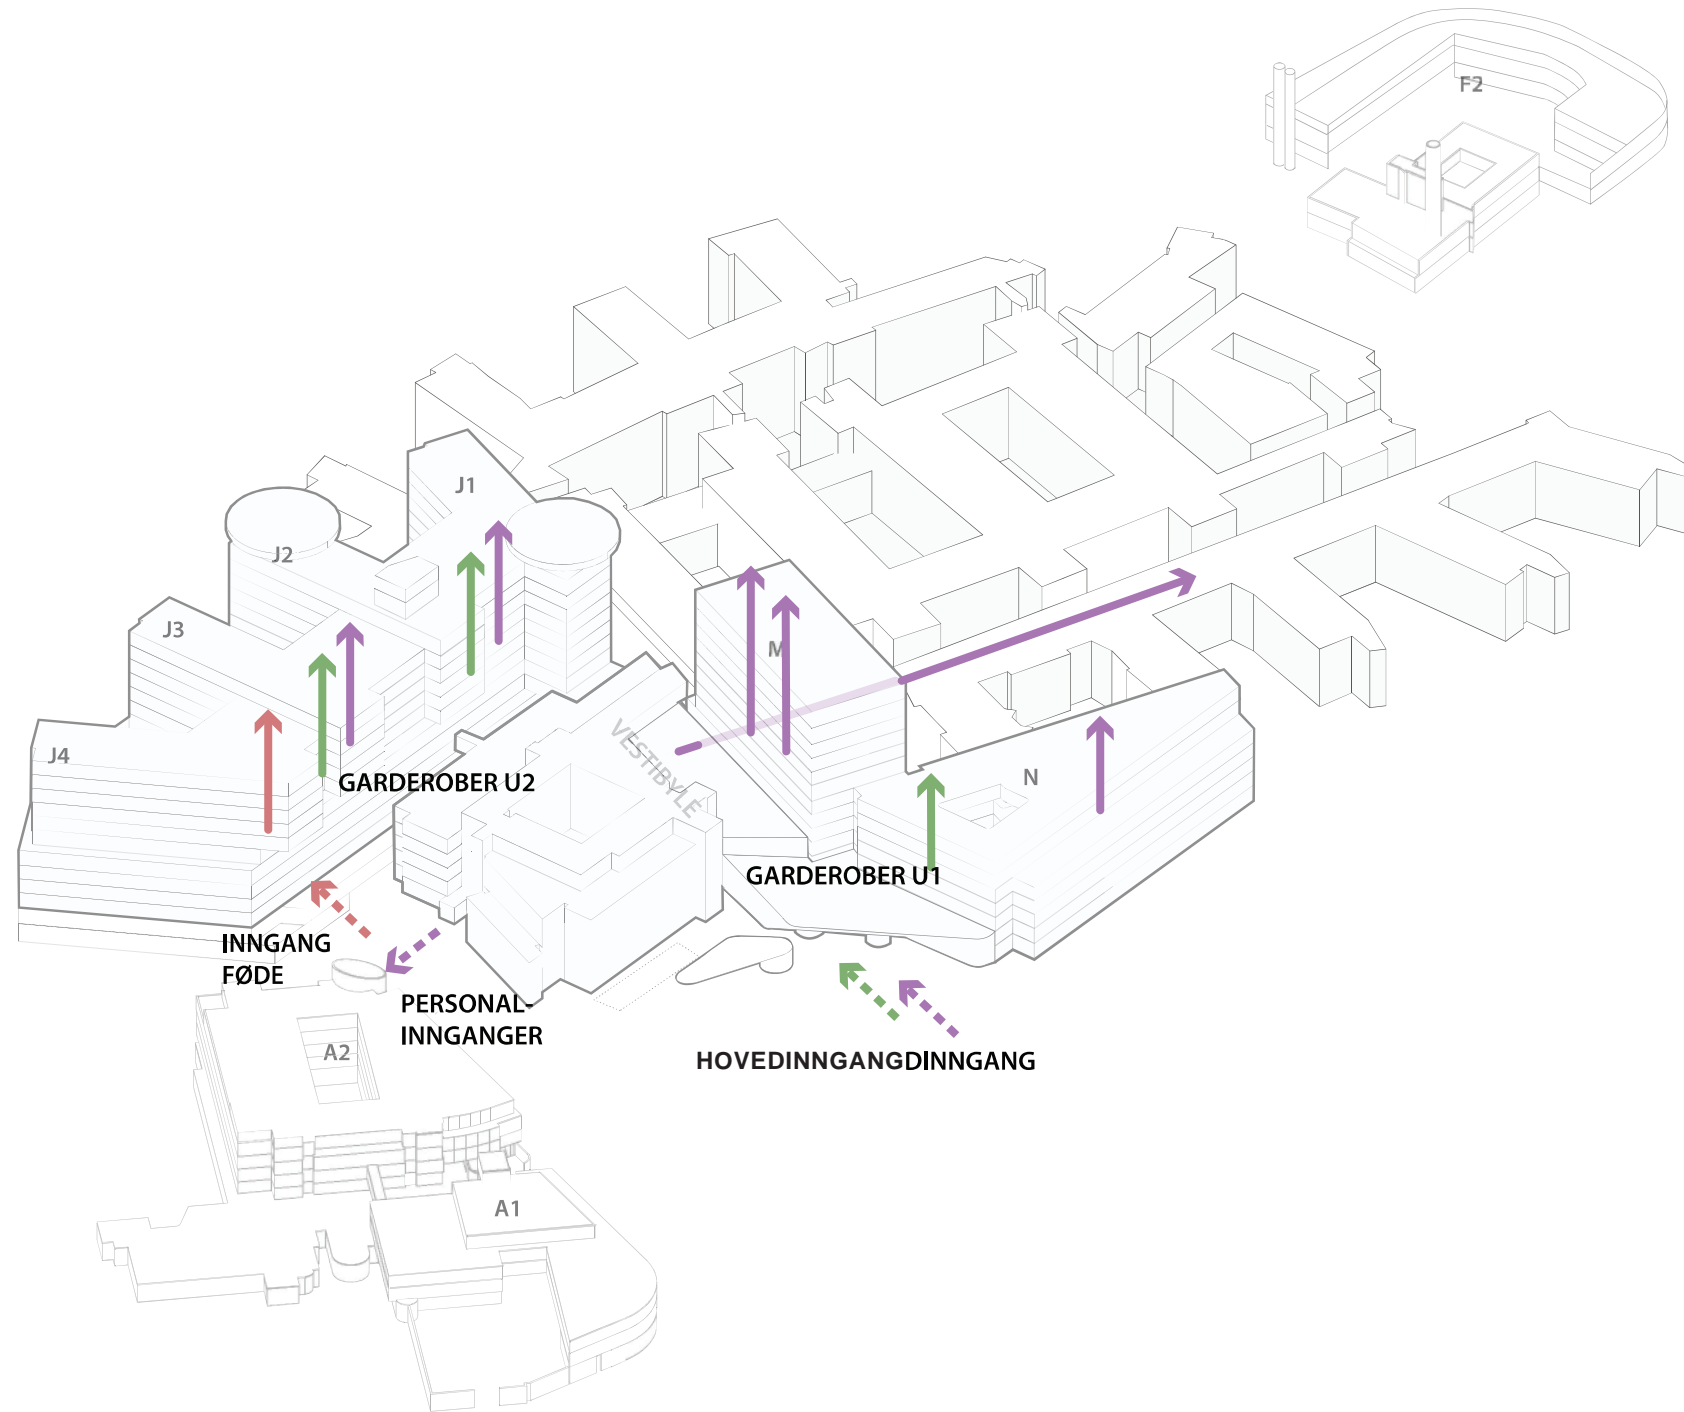 F2
J1
J2
J3
M
J4
VESTIBYLE
N
GARDEROBER U2
GARDEROBER U1
INNGANG
FØDE
PERSONAL-
INNGANGER
HOVEDINNGANGDINNGANG
A2
A1